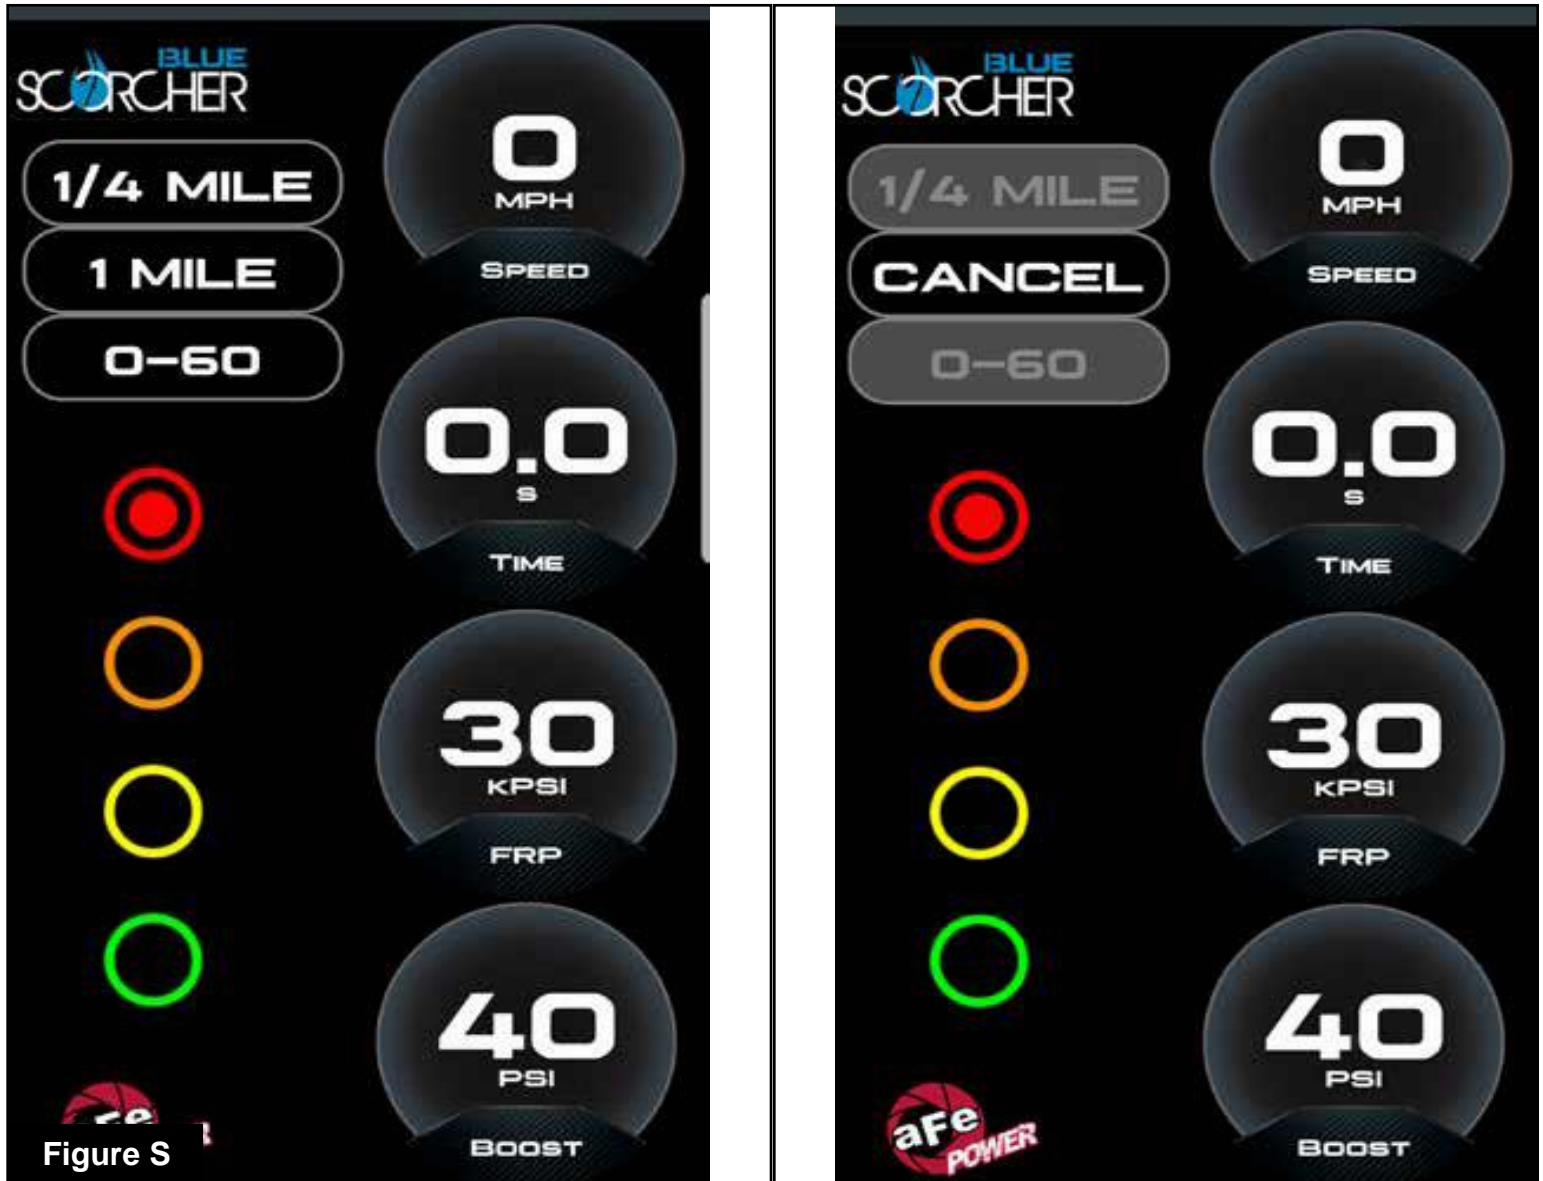 BLUE
SCORCHER
1/4 MILE
1 MILE
0-60
0
MPH
SPEED
0.0
S
TIME
30
KPSI
FRP
40
PSI
BOOST
aFe
Figure S
BLUE
SCORCHER
1/4 MILE
CANCEL
0-60
0
MPH
SPEED
0.0
S
TIME
30
KPSI
FRP
40
PSI
BOOST
aFe
POWER